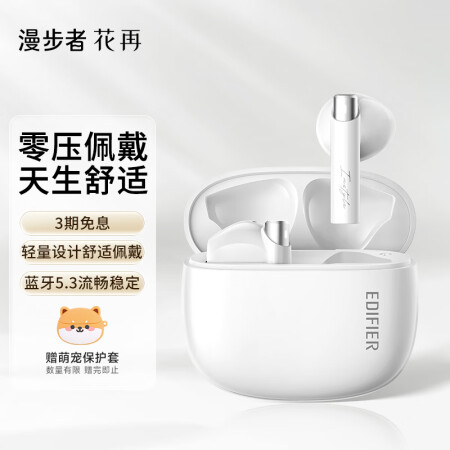 漫步者 花再
零压佩戴
天生舒适
3期免息
轻量设计舒适佩戴
蓝牙5.3流畅稳定
赠萌宠保护套
数量有限 赠完即止
EDIFIER